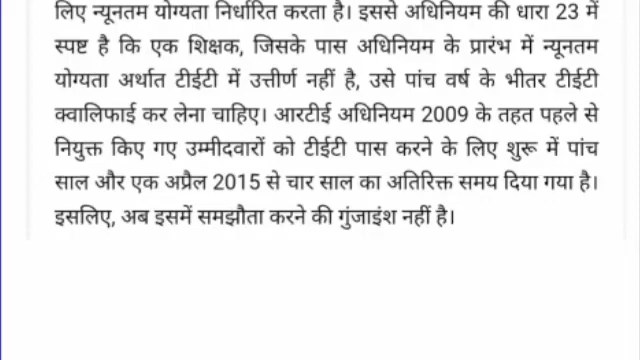 लिए न्यूनतम योग्यता निर्धारित करता है। इससे अधिनियम की धारा 23 में
स्पष्ट है कि एक शिक्षक, जिसके पास अधिनियम के प्रारंभ में न्यूनतम
योग्यता अर्थात टीईटी में उत्तीर्ण नहीं है, उसे पांच वर्ष के भीतर टीईटी
क्वालिफाई कर लेना चाहिए। आरटीई अधिनियम 2009 के तहत पहले से
नियुक्त किए गए उम्मीदवारों को टीईटी पास करने के लिए शुरू में पांच
साल और एक अप्रैल 2015 से चार साल का अतिरिक्त समय दिया गया है।
इसलिए, अब इसमें समझौता करने की गुंजाइंश नहीं है।